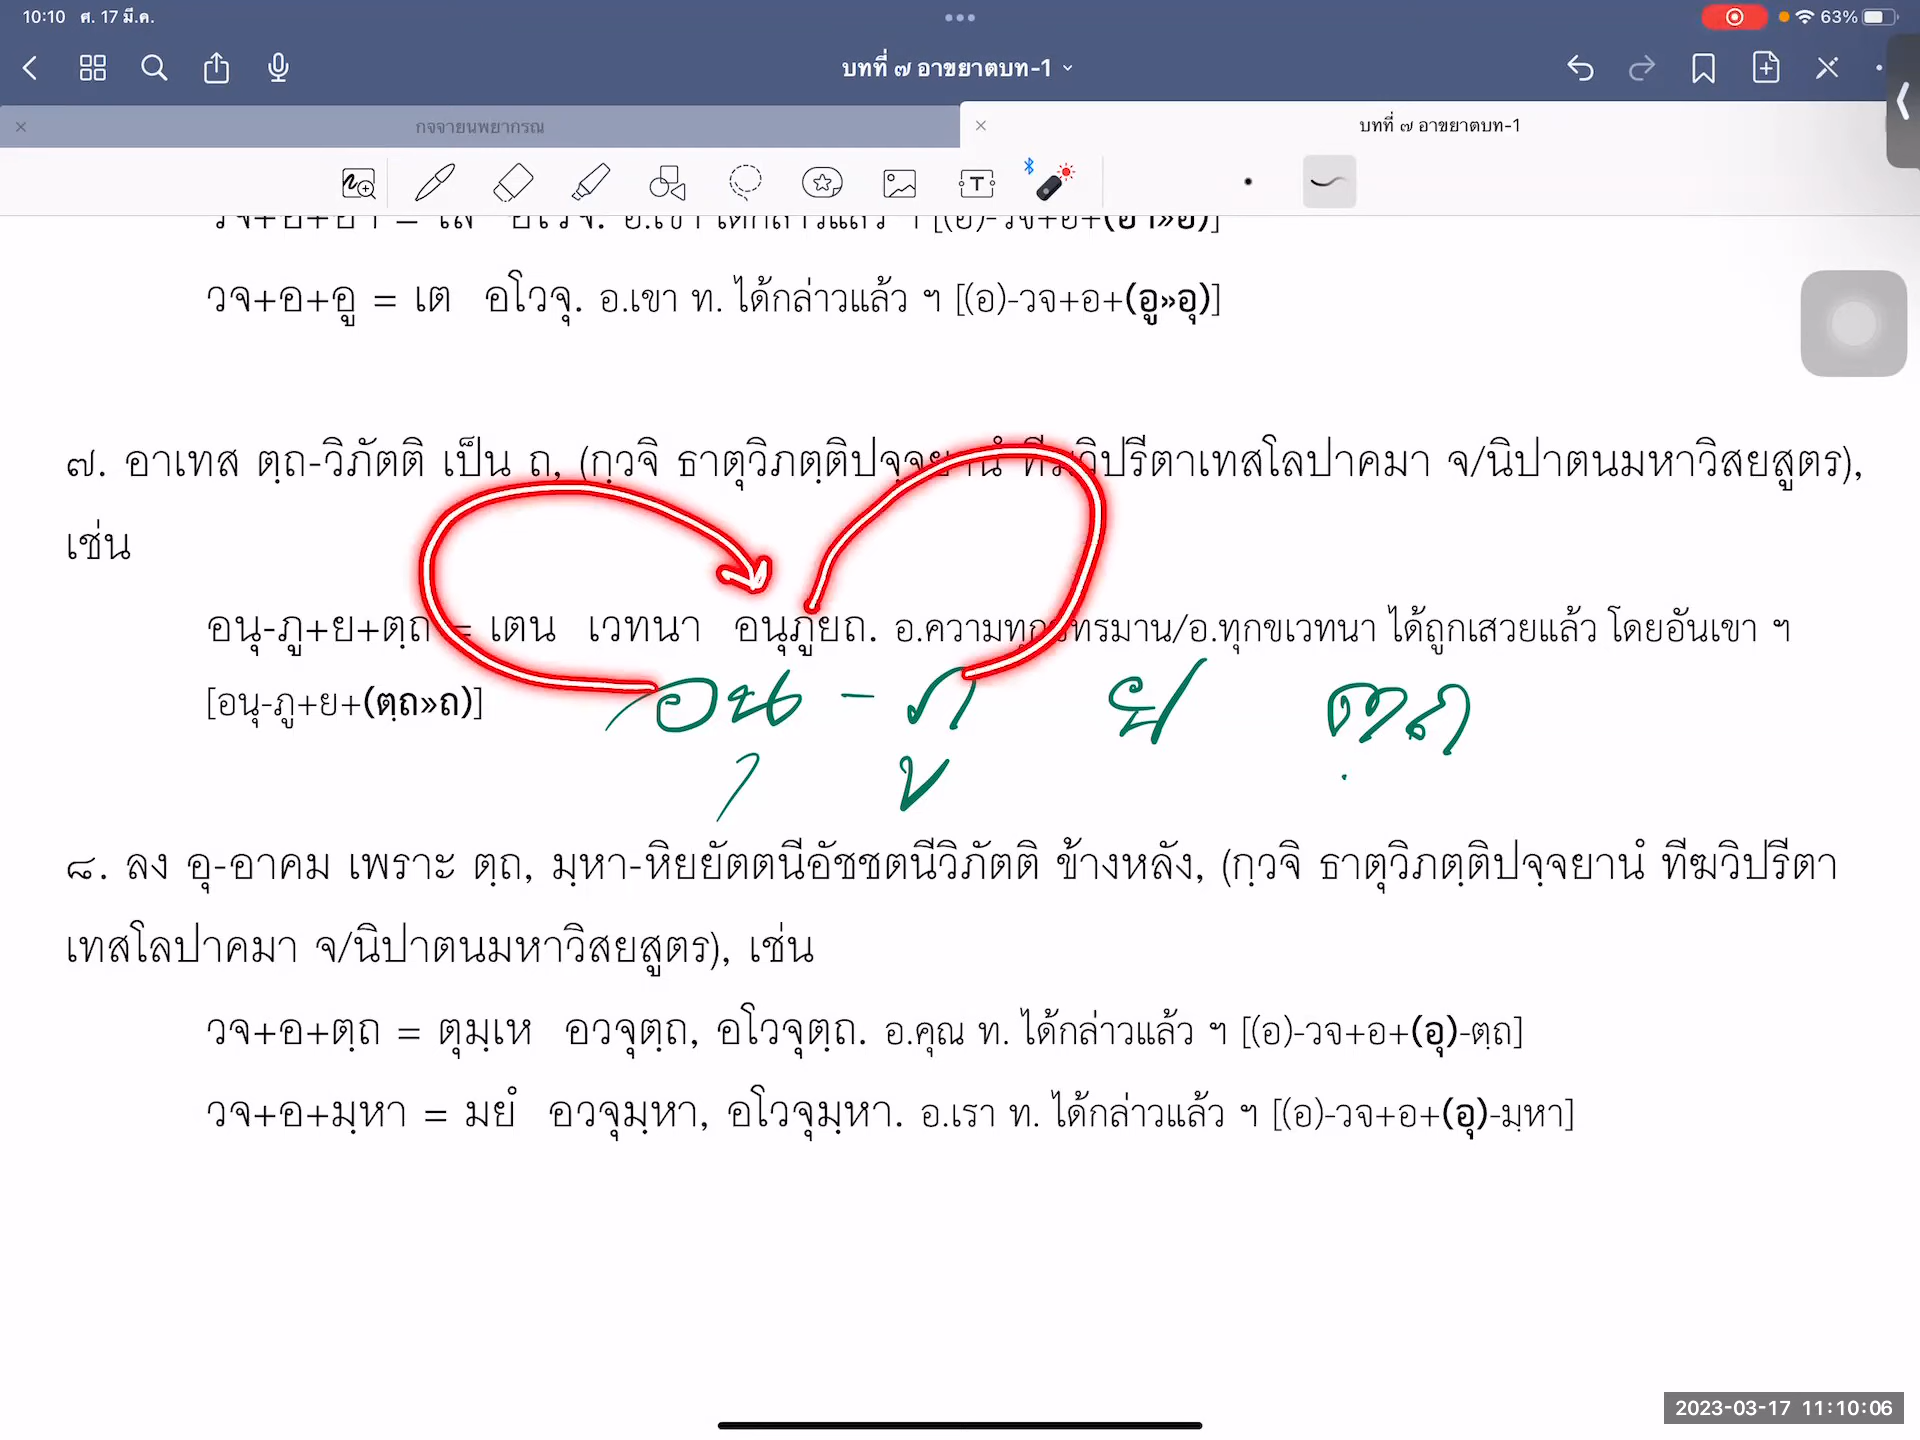 10:10 ศ. 17 มี.ค.
63%
บทที่ ๗ อาขยาตบท-1
กจจายนพยากรณ
บทที่ ๗ อาขยาตบท-1
วจ+อ+อู = เต อโวจุ. อ.เขา ท. ได้กล่าวแล้ว ฯ [(อ)-วจ+อ+(อู»อุ)]
๗. อาเทส ตฺถ-วิภัตติ เป็น ถ, (กฺวจิ ธาตุวิภตฺติปจฺจยานํ ทีฆวิปรีตาเทสโลปาคมา จ/นิปาตนมหาวิสยสูตร),
เช่น
อนุ-ภู+ย+ตฺถ = เตน เวทนา อนุภูยถ. อ.ความทุกข์ทรมาน/อ.ทุกขเวทนา ได้ถูกเสวยแล้ว โดยอันเขา ฯ
[อนุ-ภู+ย+(ตฺถ»ถ)]
อนุ - ภู ย ตฺถ
๘. ลง อุ-อาคม เพราะ ตฺถ, มฺหา-หิยยัตตนีอัชชตนีวิภัตติ ข้างหลัง, (กฺวจิ ธาตุวิภตฺติปจฺจยานํ ทีฆวิปรีตา
เทสโลปาคมา จ/นิปาตนมหาวิสยสูตร), เช่น
วจ+อ+ตฺถ = ตุมฺเห อวจุตฺถ, อโวจุตฺถ. อ.คุณ ท. ได้กล่าวแล้ว ฯ [(อ)-วจ+อ+(อุ)-ตฺถ]
วจ+อ+มฺหา = มยํ อวจุมฺหา, อโวจุมฺหา. อ.เรา ท. ได้กล่าวแล้ว ฯ [(อ)-วจ+อ+(อุ)-มฺหา]
2023-03-17 11:10:06